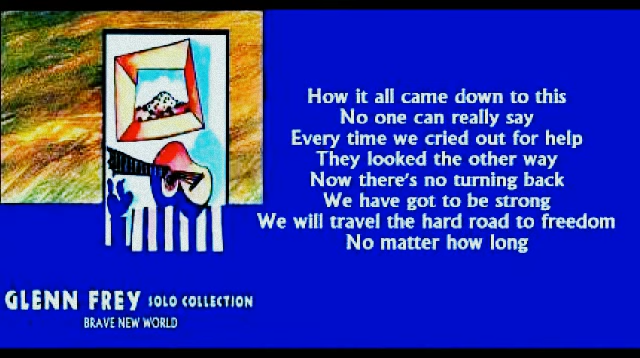 How it all came down to this
No one can really say
Every time we cried out for help
They looked the other way
Now there's no turning back
We have got to be strong
We will travel the hard road to freedom
No matter how long
GLENN FREY SOLO COLLECTION
BRAVE NEW WORLD